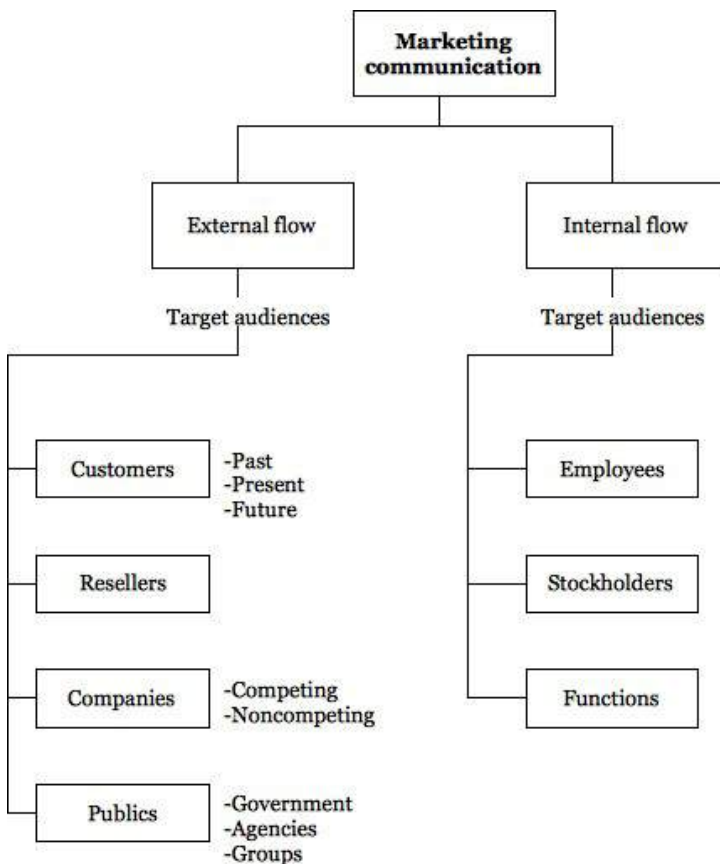 Marketing
communication
External flow
Internal flow
Target audiences
Target audiences
Customers
-Past
-Present
-Future
Resellers
Companies
-Competing
-Noncompeting
Publics
-Government
-Agencies
-Groups
Employees
Stockholders
Functions